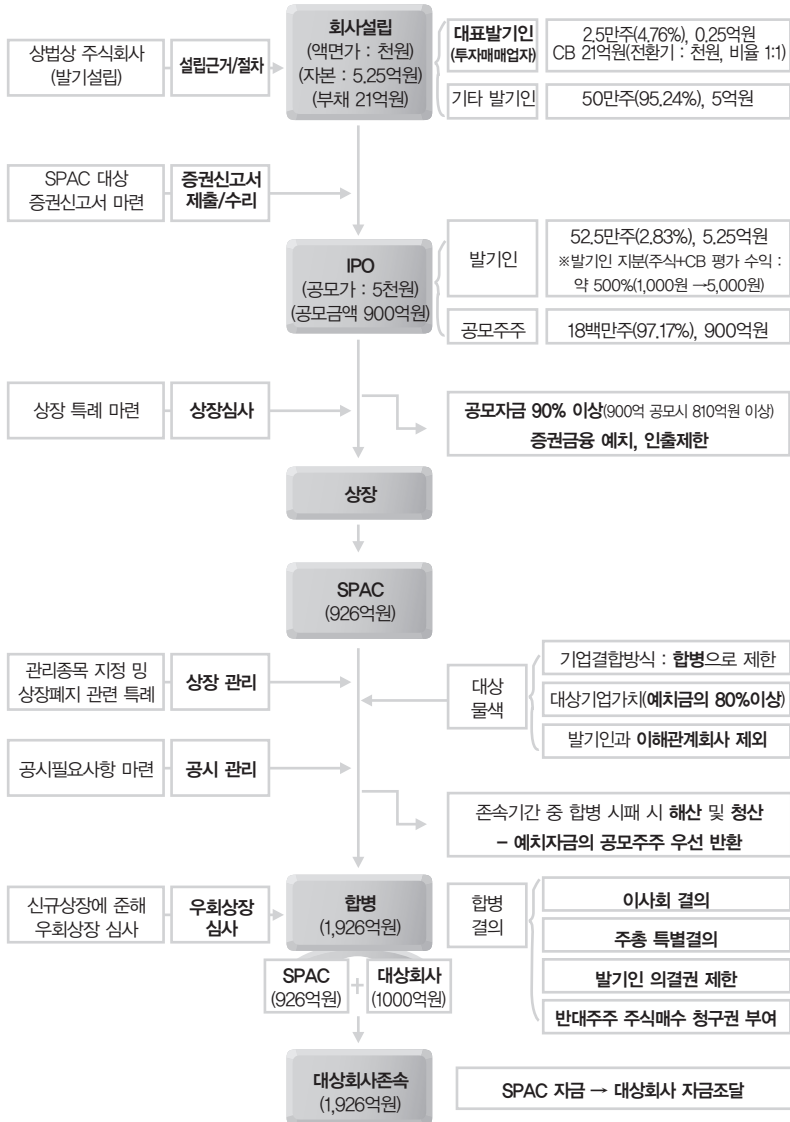 상법상 주식회사
(발기설립)
설립근거/절차
회사설립
(액면가 : 천원)
(자본 : 5.25억원)
(부채 21억원)
대표발기인
(투자매매업자)
2.5만주(4.76%), 0.25억원
CB 21억원(전환기 : 천원, 비율 1:1)
기타 발기인
50만주(95.24%), 5억원
SPAC 대상
증권신고서 마련
증권신고서
제출/수리
IPO
(공모가 : 5천원)
(공모금액 900억원)
발기인
52.5만주(2.83%), 5.25억원
※발기인 지분(주식+CB 평가 수익 :
약 500%(1,000원 →5,000원)
공모주주
18백만주(97.17%), 900억원
상장 특례 마련
상장심사
공모자금 90% 이상(900억 공모시 810억원 이상)
증권금융 예치, 인출제한
상장
SPAC
(926억원)
관리종목 지정 밍
상장폐지 관련 특례
상장 관리
대상
물색
기업결합방식 : 합병으로 제한
대상기업가치(예치금의 80%이상)
발기인과 이해관계회사 제외
공시필요사항 마련
공시 관리
존속기간 중 합병 시패 시 해산 및 청산
– 예치자금의 공모주주 우선 반환
신규상장에 준해
우회상장 심사
우회상장
심사
합병
(1,926억원)
합병
결의
이사회 결의
주총 특별결의
발기인 의결권 제한
반대주주 주식매수 청구권 부여
SPAC
(926억원)
+
대상회사
(1000억원)
대상회사존속
(1,926억원)
SPAC 자금 → 대상회사 자금조달